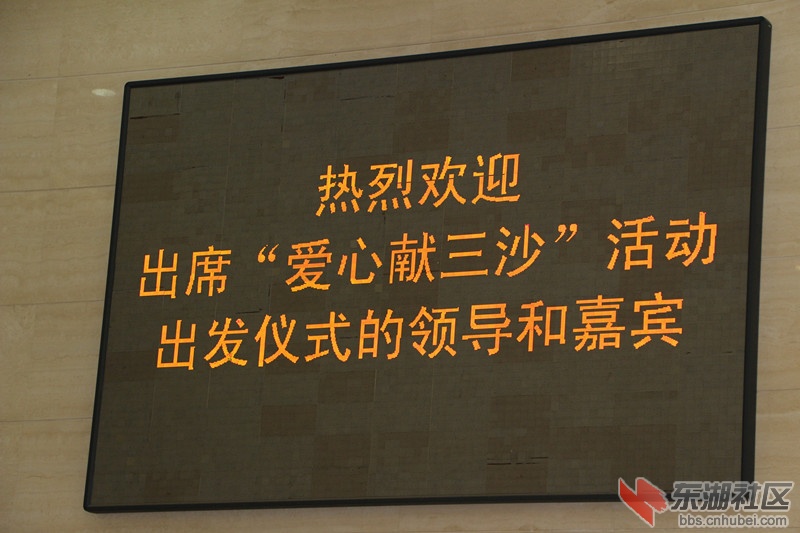 热烈欢迎
出席“爱心献三沙”活动
出发仪式的领导和嘉宾
东湖社区
bbs.cnhubei.com